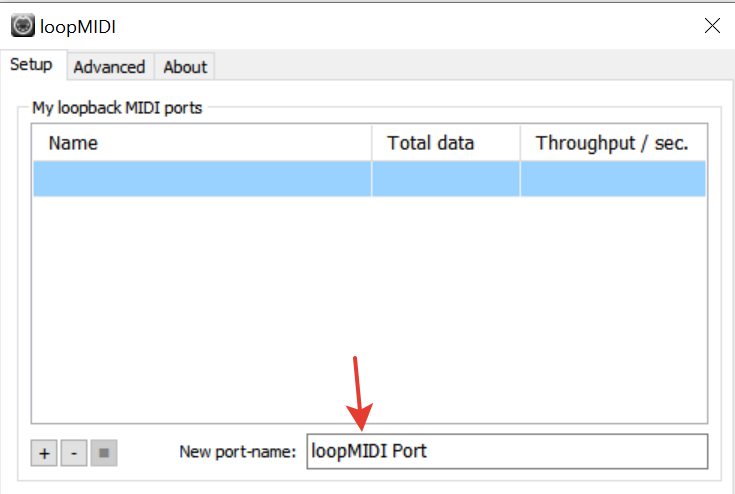 loopMIDI
Setup Advanced About
My loopback MIDI ports
Name Total data Throughput / sec.
+ - New port-name: loopMIDI Port